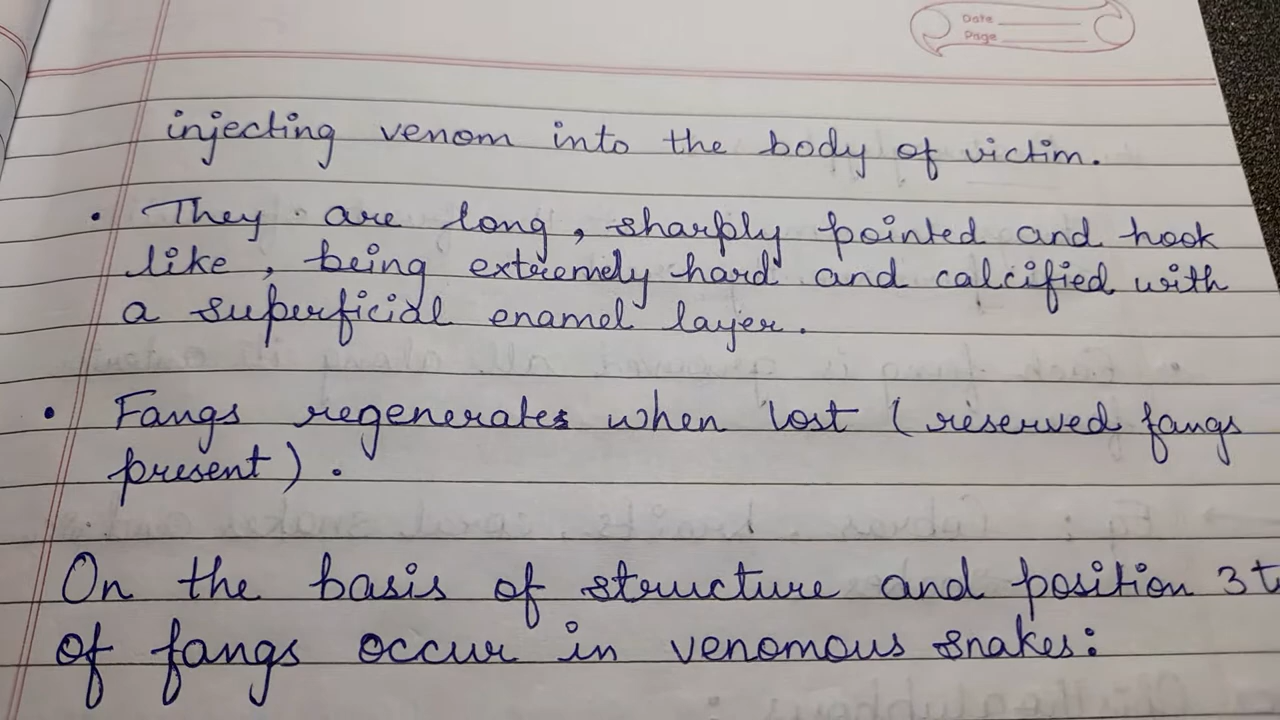 Date
Page
injecting venom into the body of victim.
• They are long, sharply pointed and hook
like, being extremely hard and calcified with
a superficial enamel layer.
• Fangs regenerates when lost (reserved fangs
present).
On the basis of structure and position 3 t
of fangs occur in venomous snakes: